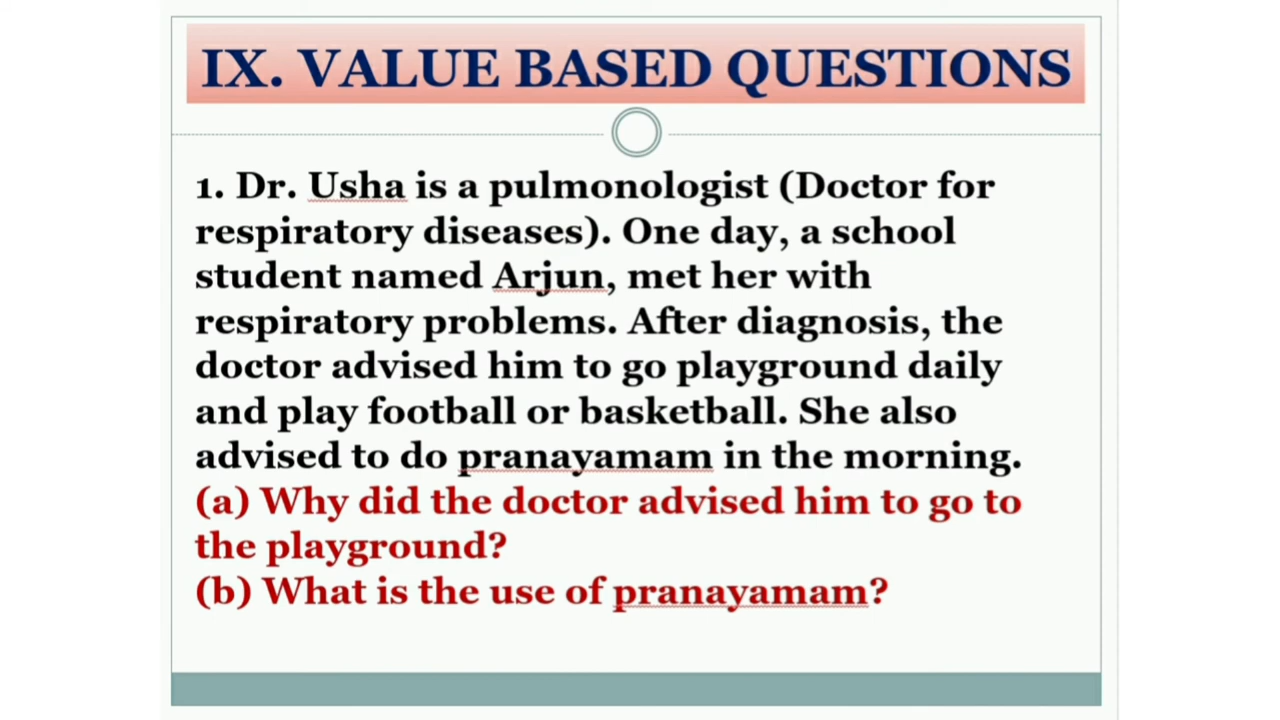 IX. VALUE BASED QUESTIONS
1. Dr. Usha is a pulmonologist (Doctor for
respiratory diseases). One day, a school
student named Arjun, met her with
respiratory problems. After diagnosis, the
doctor advised him to go playground daily
and play football or basketball. She also
advised to do pranayamam in the morning.
(a) Why did the doctor advised him to go to
the playground?
(b) What is the use of pranayamam?